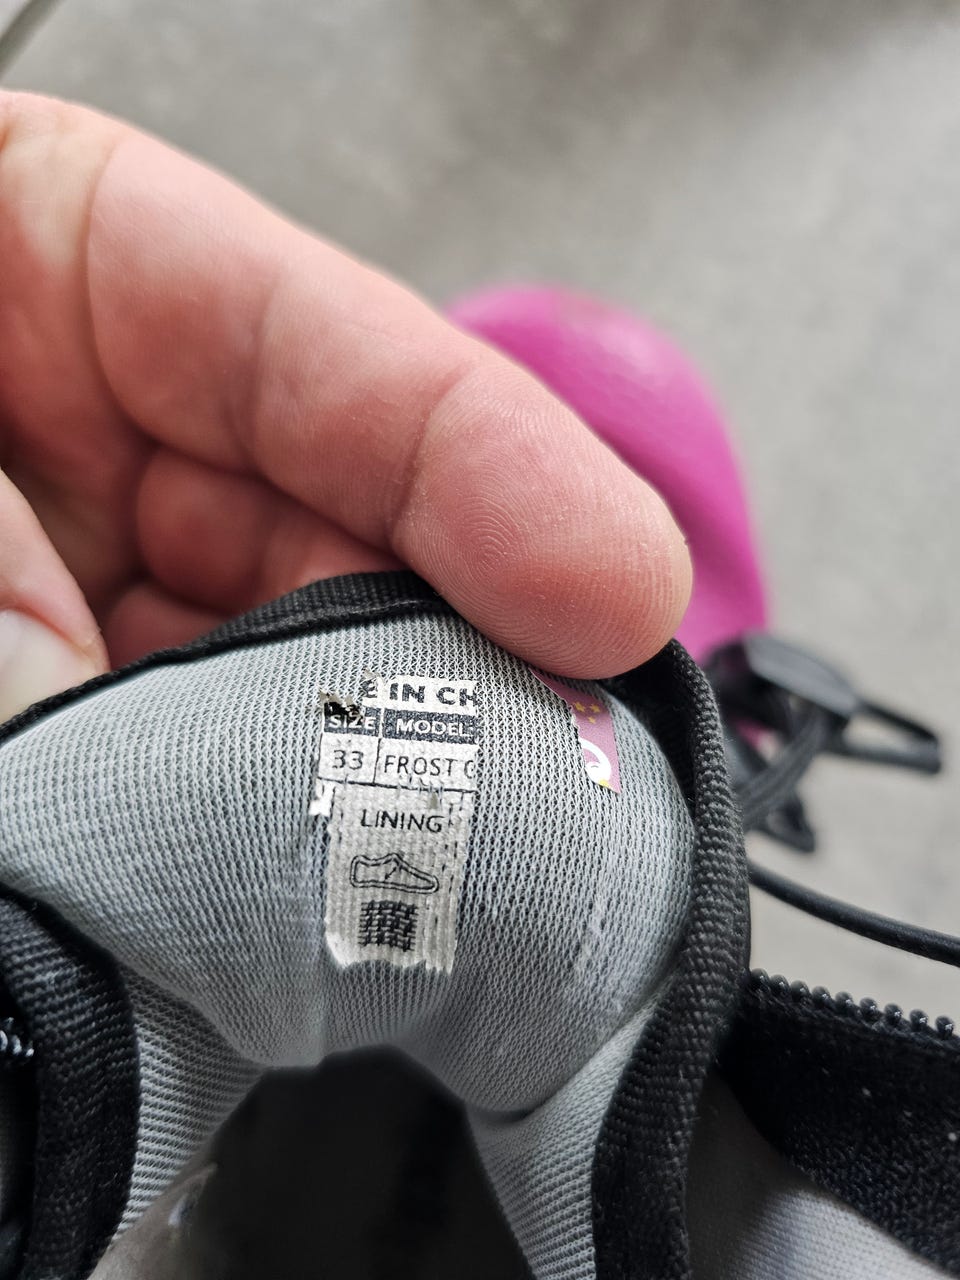 E IN CH
SIZE MODEL:
33 FROST
LINING